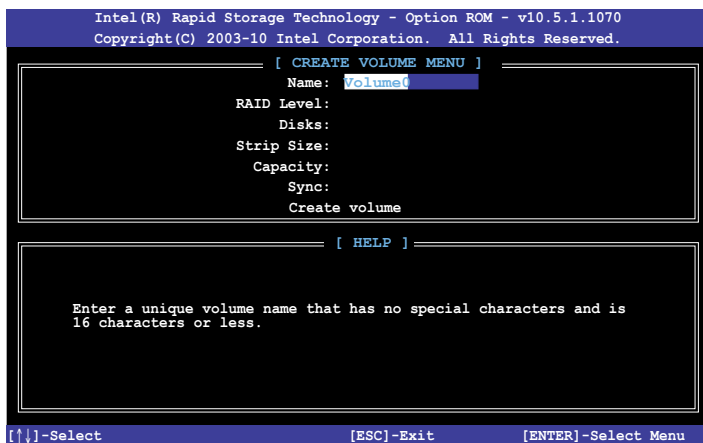 Intel(R) Rapid Storage Technology - Option ROM - v10.5.1.1070
Copyright(C) 2003-10 Intel Corporation. All Rights Reserved.
[ CREATE VOLUME MENU ]
Name: Volume0
RAID Level:
Disks:
Strip Size:
Capacity:
Sync:
Create volume
[ HELP ]
Enter a unique volume name that has no special characters and is
16 characters or less.
[↑↓]-Select [ESC]-Exit [ENTER]-Select Menu